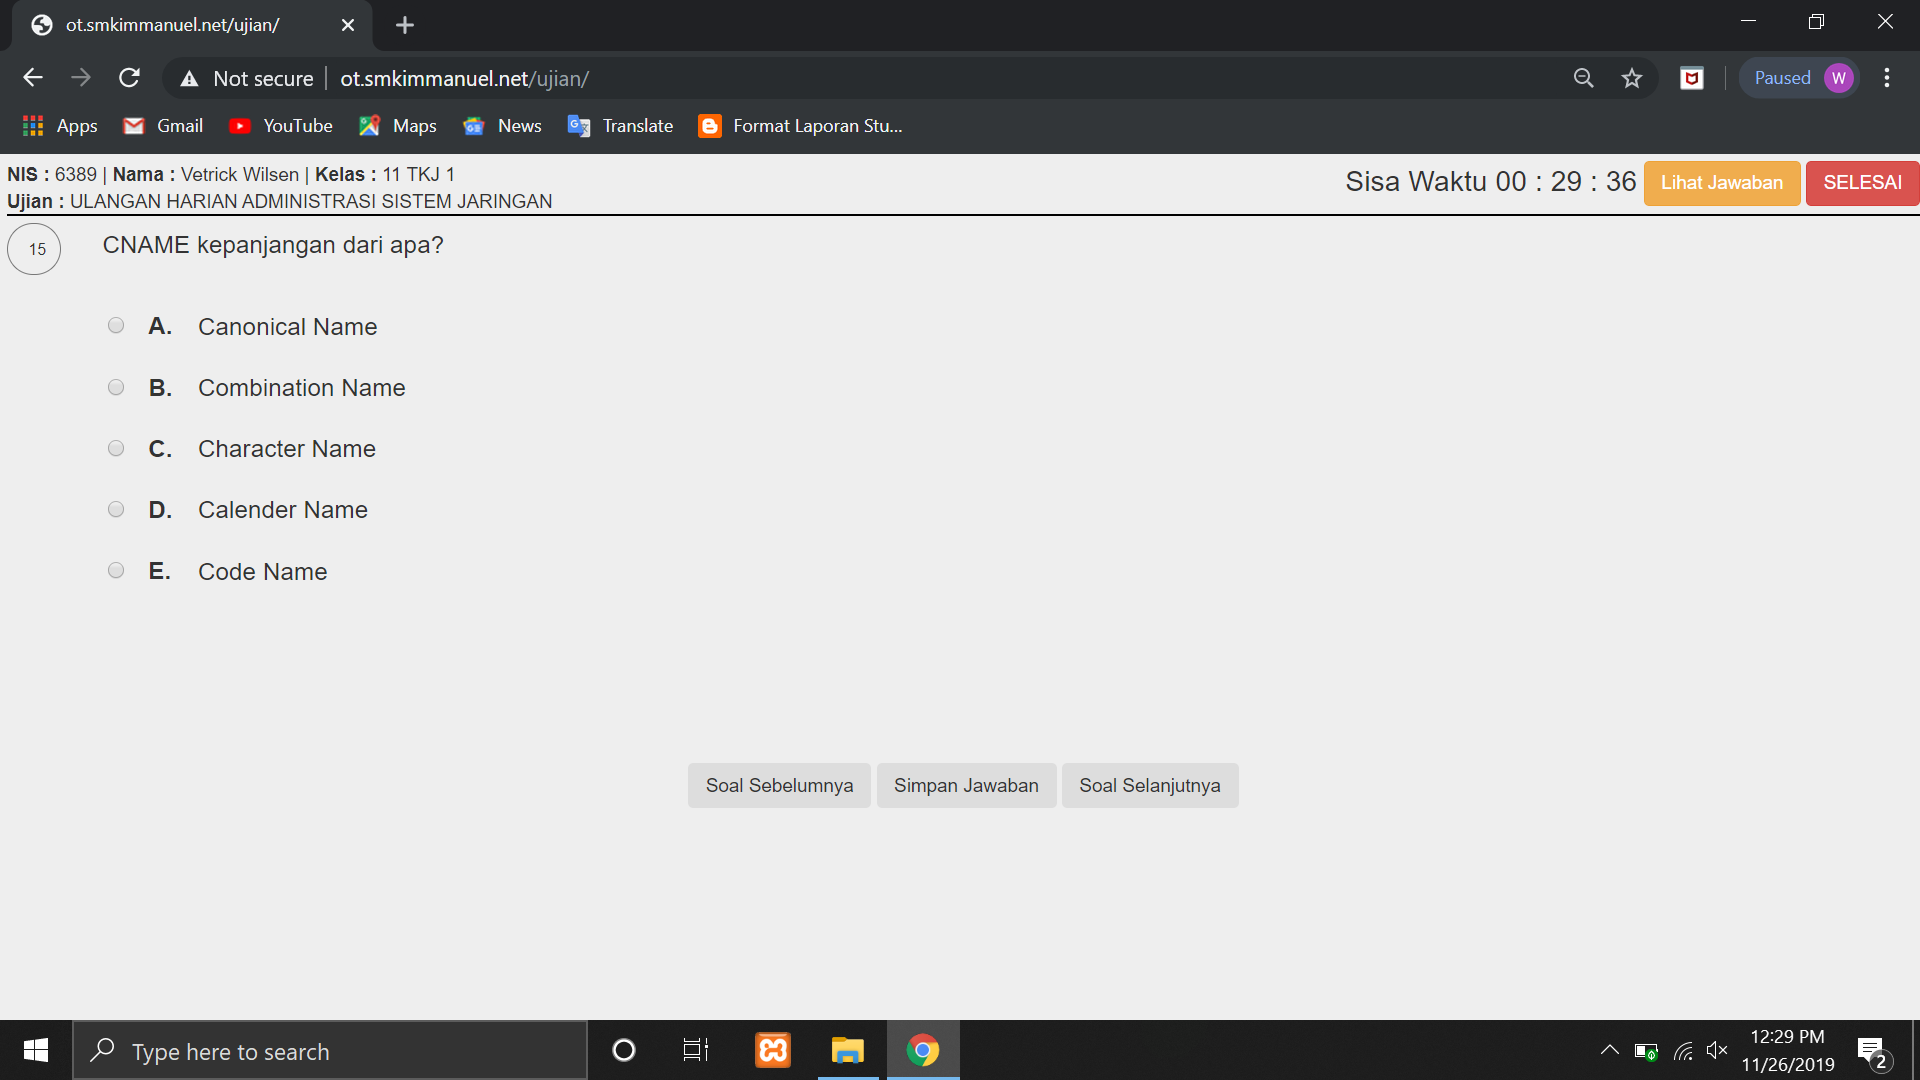 ot.smkimmanuel.net/ujian/
Not secure ot.smkimmanuel.net/ujian/ Paused W
Apps Gmail YouTube Maps News Translate Format Laporan Stu...
NIS : 6389 | Nama : Vetrick Wilsen | Kelas : 11 TKJ 1
Ujian : ULANGAN HARIAN ADMINISTRASI SISTEM JARINGAN
Sisa Waktu 00 : 29 : 36 Lihat Jawaban SELESAI
15 CNAME kepanjangan dari apa?
A. Canonical Name
B. Combination Name
C. Character Name
D. Calender Name
E. Code Name
Soal Sebelumnya Simpan Jawaban Soal Selanjutnya
Type here to search
12:29 PM
11/26/2019
2